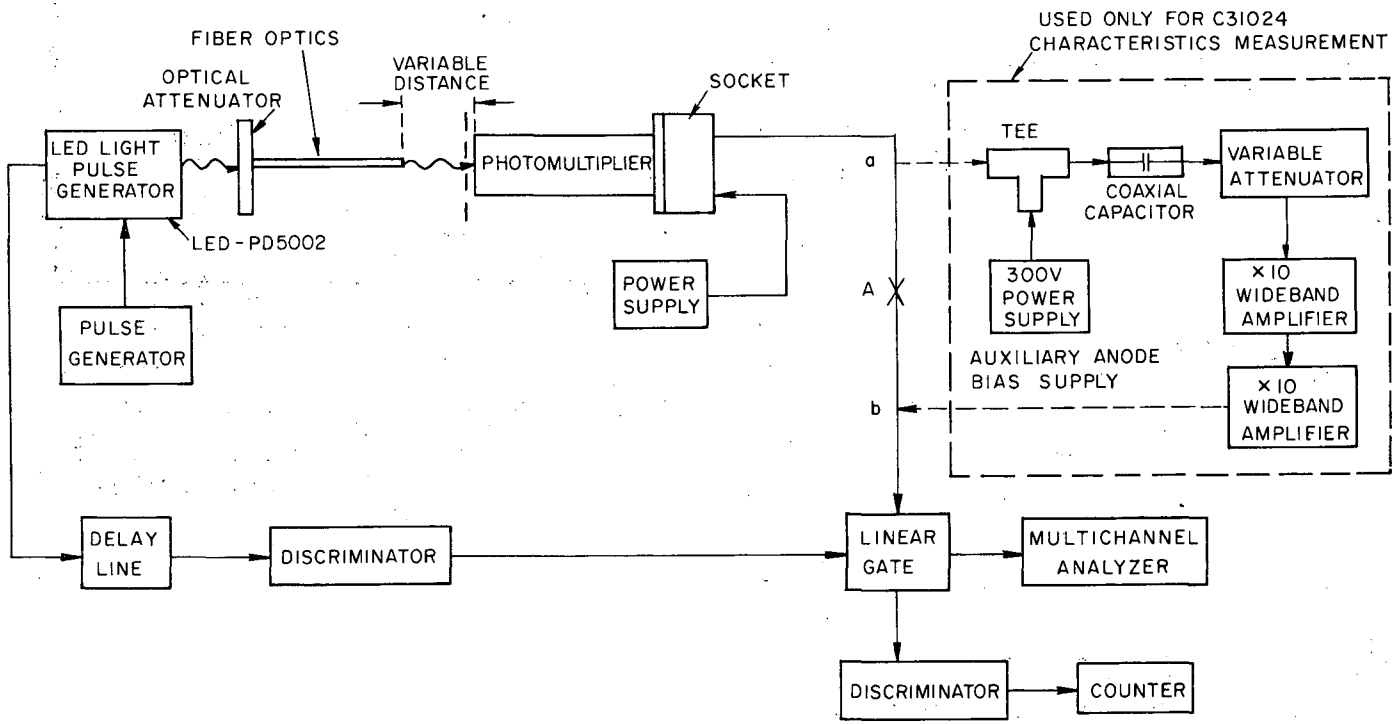 USED ONLY FOR C31024
CHARACTERISTICS MEASUREMENT
FIBER OPTICS
OPTICAL
ATTENUATOR
VARIABLE
DISTANCE
SOCKET
LED LIGHT
PULSE
GENERATOR
PHOTOMULTIPLIER
a
TEE
COAXIAL
CAPACITOR
VARIABLE
ATTENUATOR
LED-PD5002
POWER
SUPPLY
A
300V
POWER
SUPPLY
×10
WIDEBAND
AMPLIFIER
PULSE
GENERATOR
AUXILIARY ANODE
BIAS SUPPLY
b
×10
WIDEBAND
AMPLIFIER
DELAY
LINE
DISCRIMINATOR
LINEAR
GATE
MULTICHANNEL
ANALYZER
DISCRIMINATOR
COUNTER